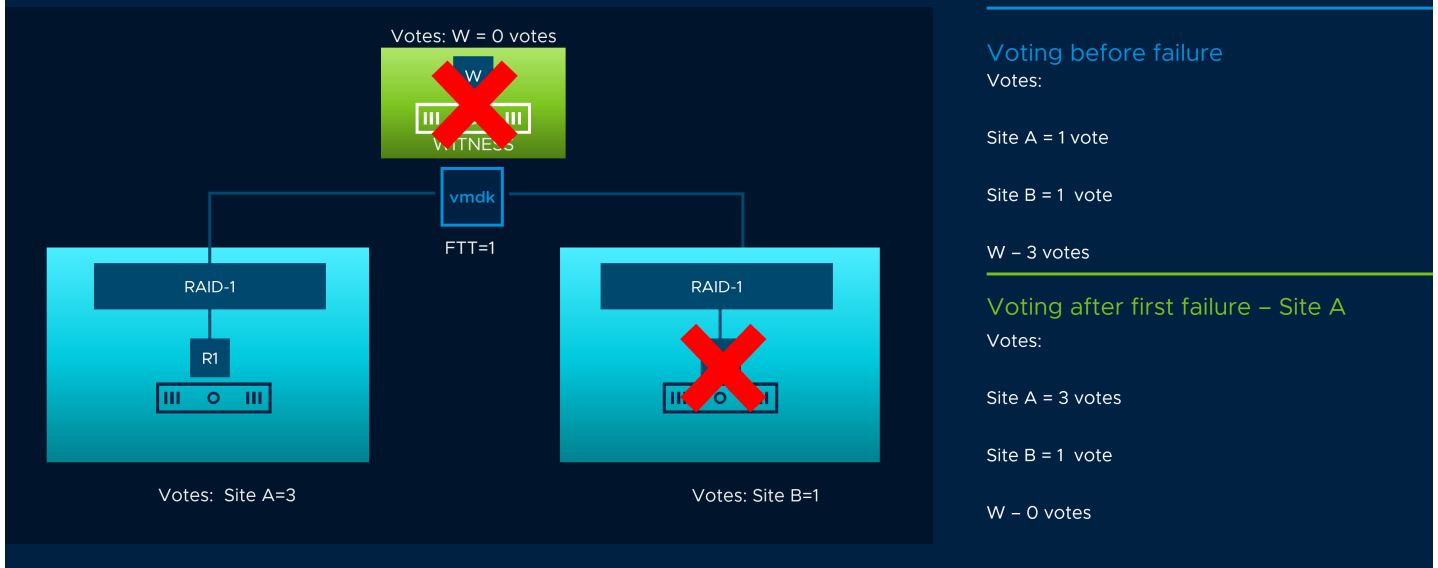 Votes: W = 0 votes
W
WITNESS
vmdk
FTT=1
RAID-1
RAID-1
R1
Votes: Site A=3
Votes: Site B=1
Voting before failure
Votes:
Site A = 1 vote
Site B = 1 vote
W – 3 votes
Voting after first failure – Site A
Votes:
Site A = 3 votes
Site B = 1 vote
W – 0 votes